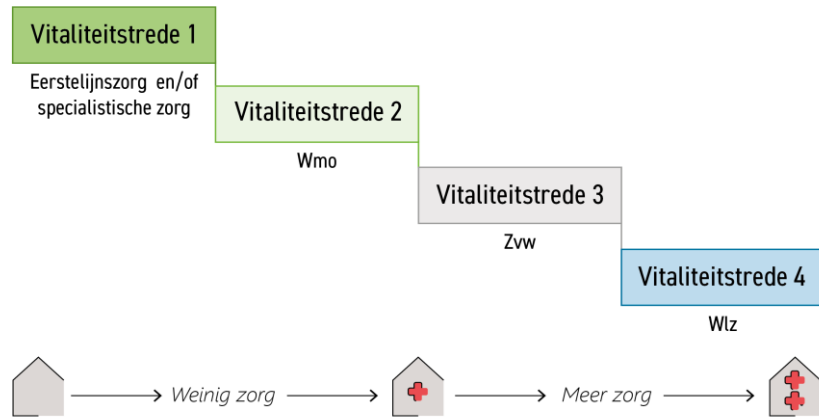 Vitaliteitstrede 1
Eerstelijnszorg en/of
specialistische zorg
Vitaliteitstrede 2
Wmo
Vitaliteitstrede 3
Zvw
Vitaliteitstrede 4
Wlz
Weinig zorg
Meer zorg